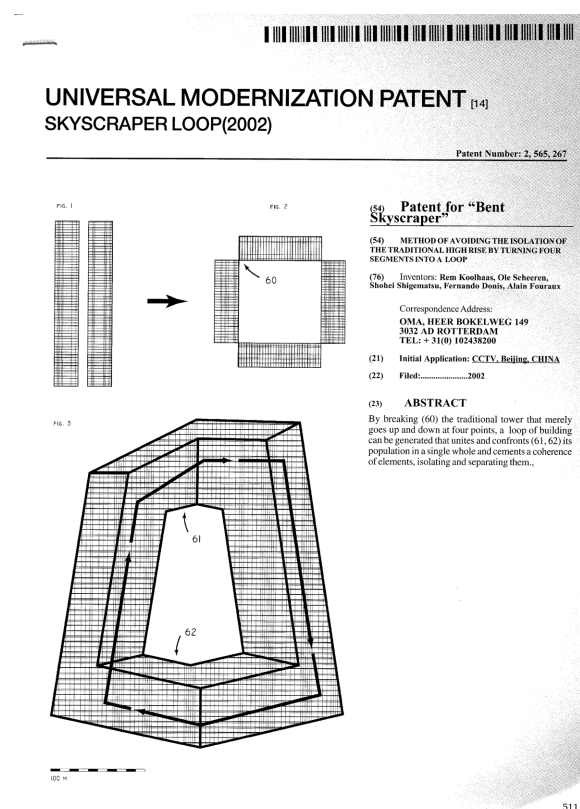 UNIVERSAL MODERNIZATION PATENT [14]
SKYSCRAPER LOOP(2002)
Patent Number: 2, 565, 267
FIG. 1
FIG. 2
60
(54) Patent for “Bent
Skyscraper”
(54) METHOD OF AVOIDING THE ISOLATION OF
THE TRADITIONAL HIGH RISE BY TURNING FOUR
SEGMENTS INTO A LOOP
(76) Inventors: Rem Koolhaas, Ole Scheeren,
Shohei Shigematsu, Fernando Donis, Alain Fouraux
Correspondence Address:
OMA, HEER BOKELWEG 149
3032 AD ROTTERDAM
TEL: + 31(0) 102438200
(21) Initial Application: CCTV, Beijing, CHINA
(22) Filed:......................2002
(23) ABSTRACT
By breaking (60) the traditional tower that merely
goes up and down at four points, a loop of building
can be generated that unites and confronts (61, 62) its
population in a single whole and cements a coherence
of elements, isolating and separating them.,
FIG. 3
61
62
100 M
511